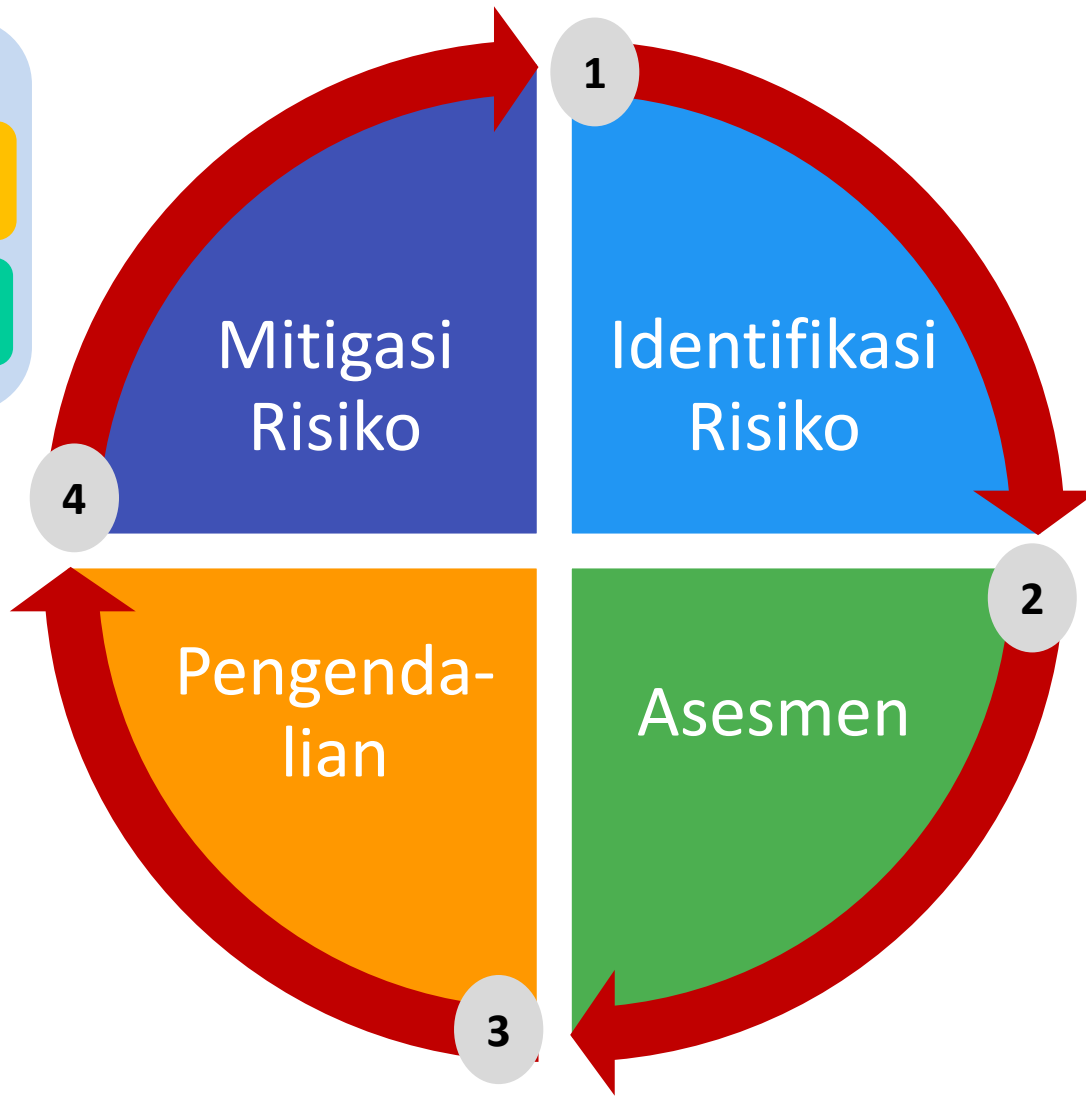 1
Identifikasi
Risiko
2
Asesmen
3
Pengenda-
lian
4
Mitigasi
Risiko